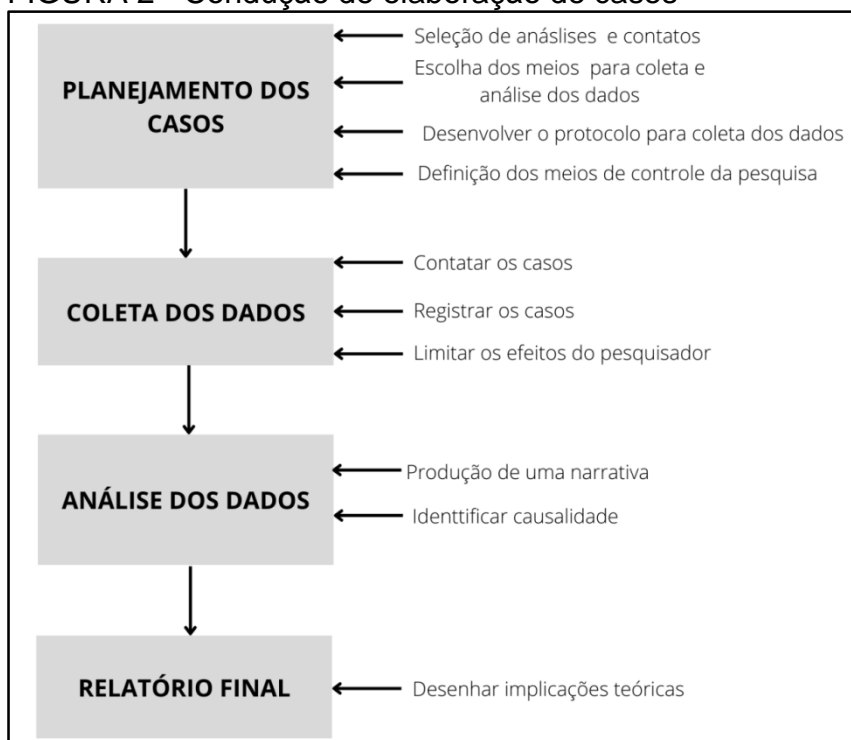 FIGURA 2 - Condução de elaboração de casos
PLANEJAMENTO DOS
CASOS
Seleção de anáslises e contatos
Escolha dos meios para coleta e
análise dos dados
Desenvolver o protocolo para coleta dos dados
Definição dos meios de controle da pesquisa
COLETA DOS DADOS
Contatar os casos
Registrar os casos
Limitar os efeitos do pesquisador
ANÁLISE DOS DADOS
Produção de uma narrativa
Identtificar causalidade
RELATÓRIO FINAL
Desenhar implicações teóricas